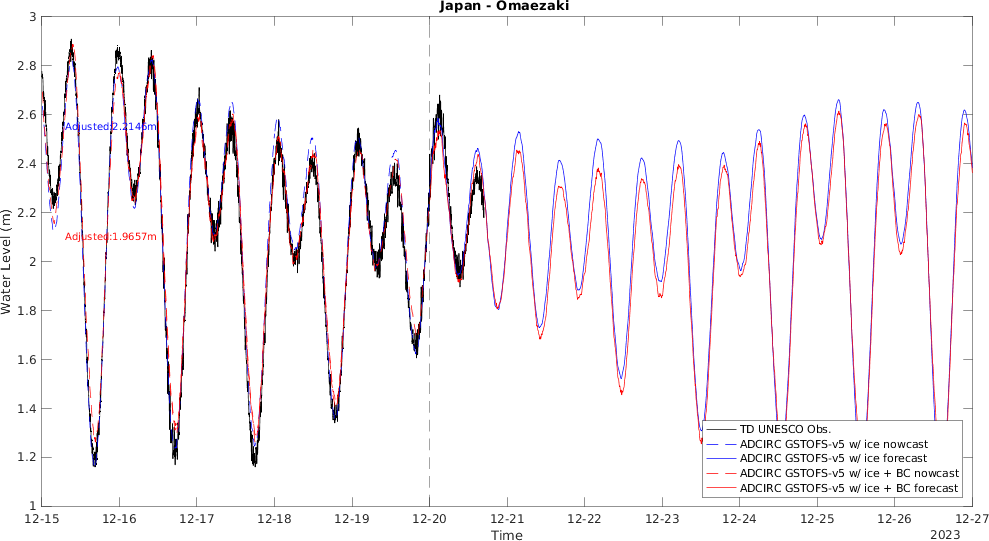 Japan - Omaezaki
3
2.8
2.6
2.4
2.2
2
1.8
1.6
1.4
1.2
1
Water Level (m)
Adjusted:2.2146m
Adjusted:1.9657m
TD UNESCO Obs.
ADCIRC GSTOFS-v5 w/ ice nowcast
ADCIRC GSTOFS-v5 w/ ice forecast
ADCIRC GSTOFS-v5 w/ ice + BC nowcast
ADCIRC GSTOFS-v5 w/ ice + BC forecast
12-15 12-16 12-17 12-18 12-19 12-20 12-21 12-22 12-23 12-24 12-25 12-26 12-27
Time
2023